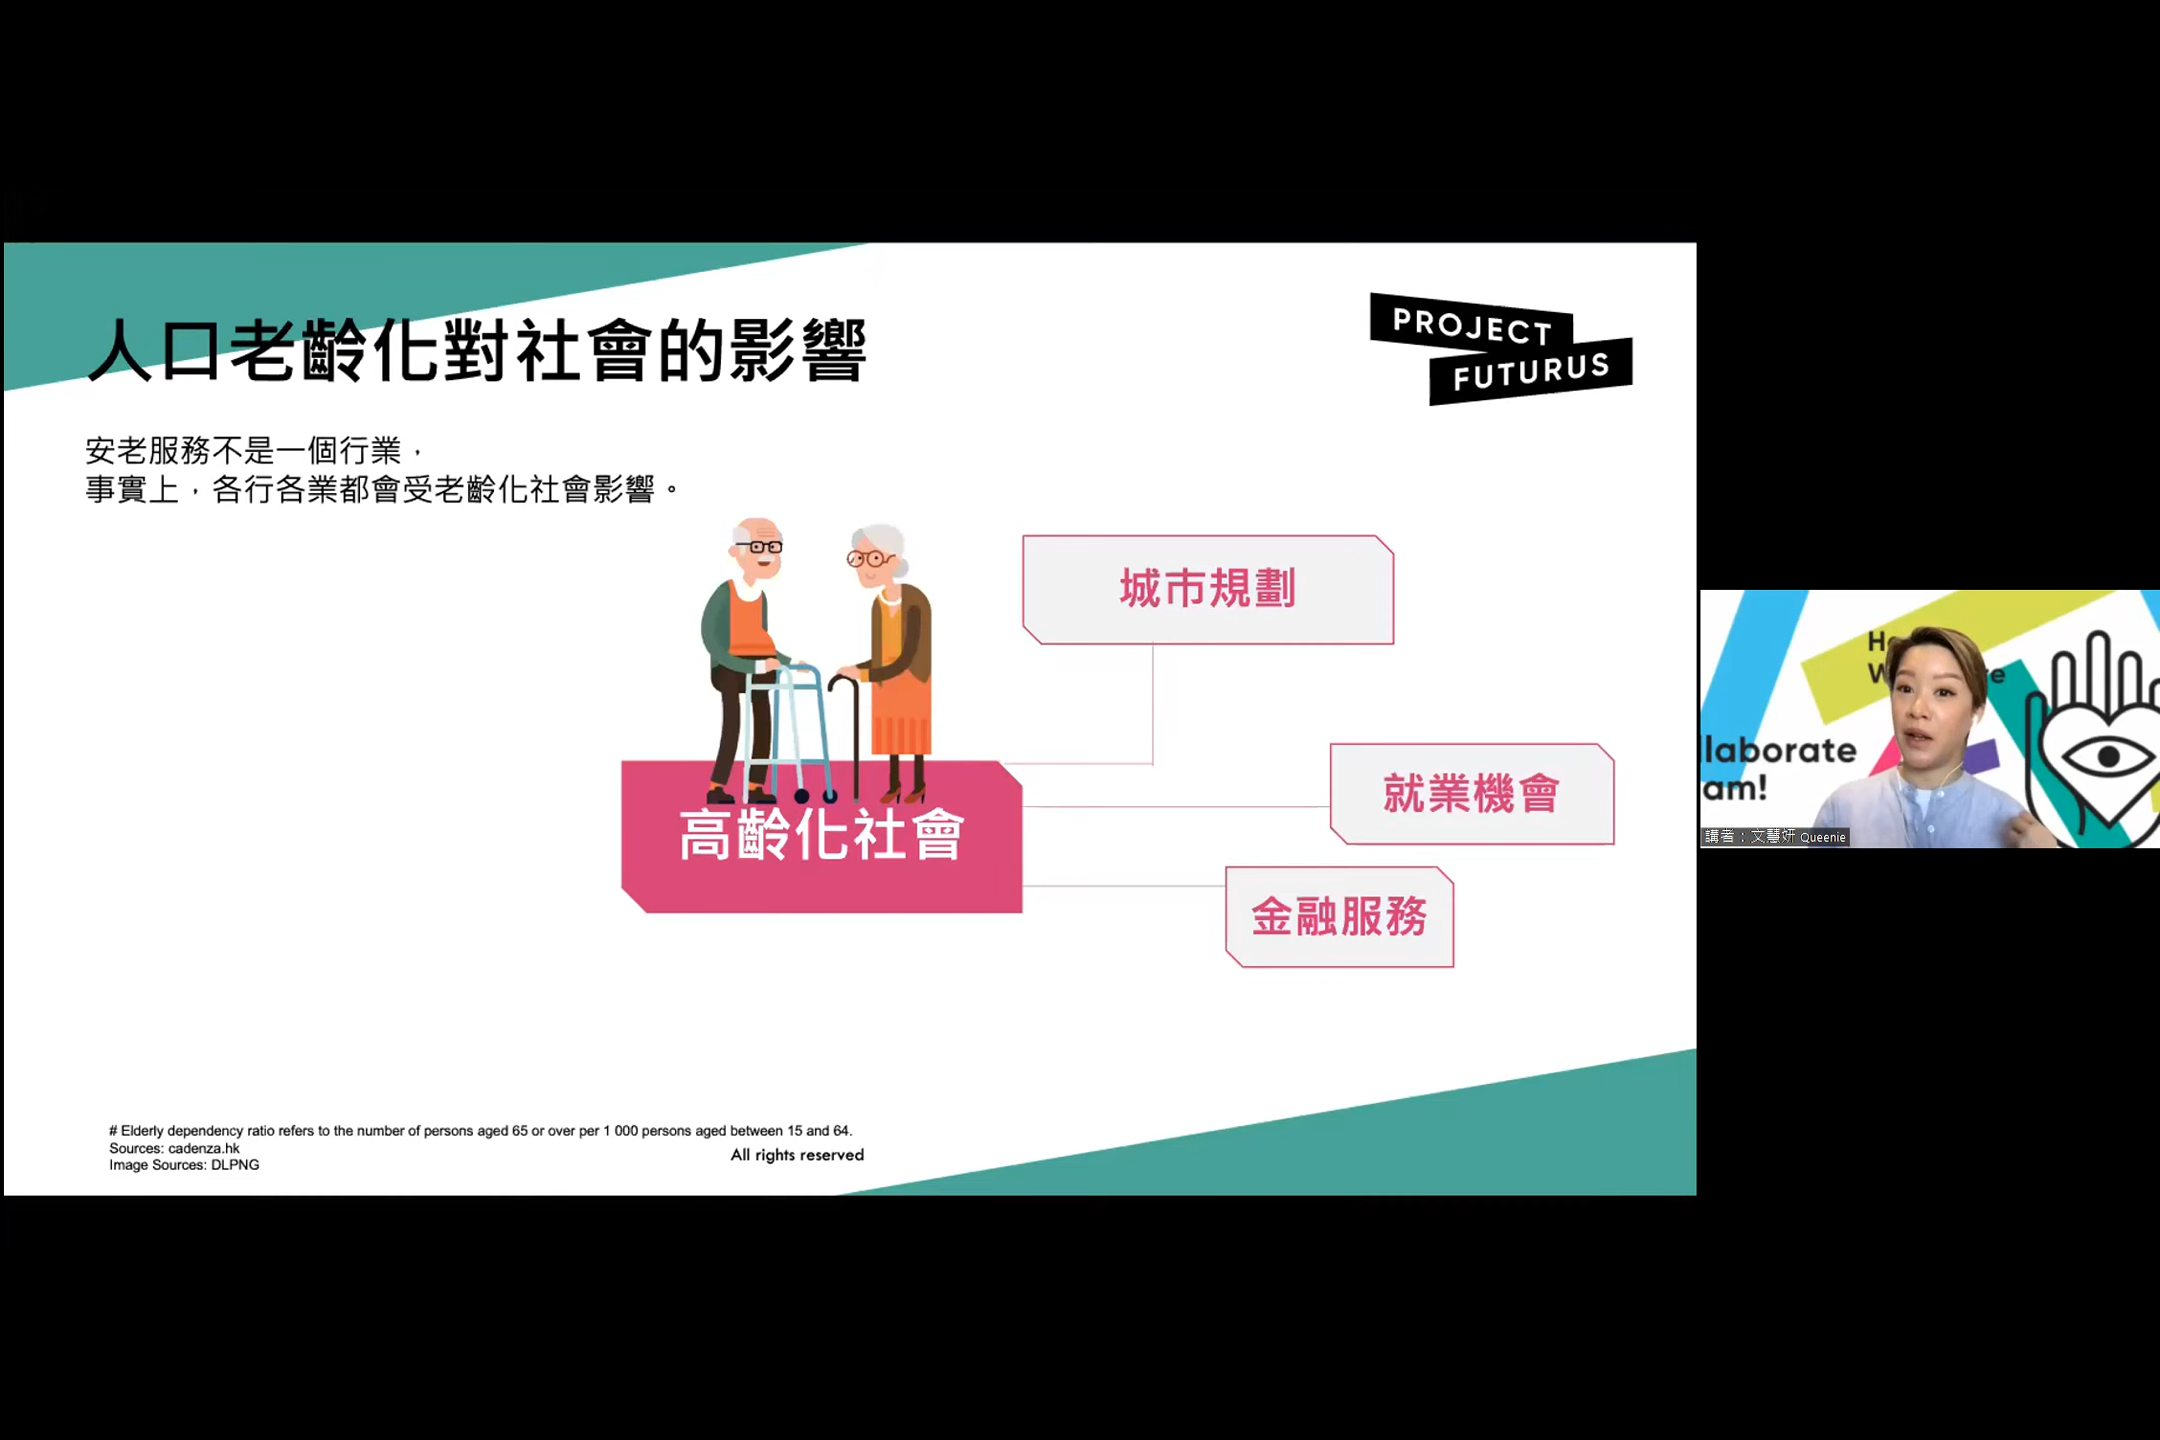 人口老齡化對社會的影響
PROJECT
FUTURUS
安老服務不是一個行業，
事實上，各行各業都會受老齡化社會影響。
城市規劃
就業機會
高齡化社會
金融服務
# Elderly dependency ratio refers to the number of persons aged 65 or over per 1 000 persons aged between 15 and 64.
Sources: cadenza.hk
Image Sources: DLPNG
All rights reserved
llaborate
am!
講者：文慧妍 Queenie